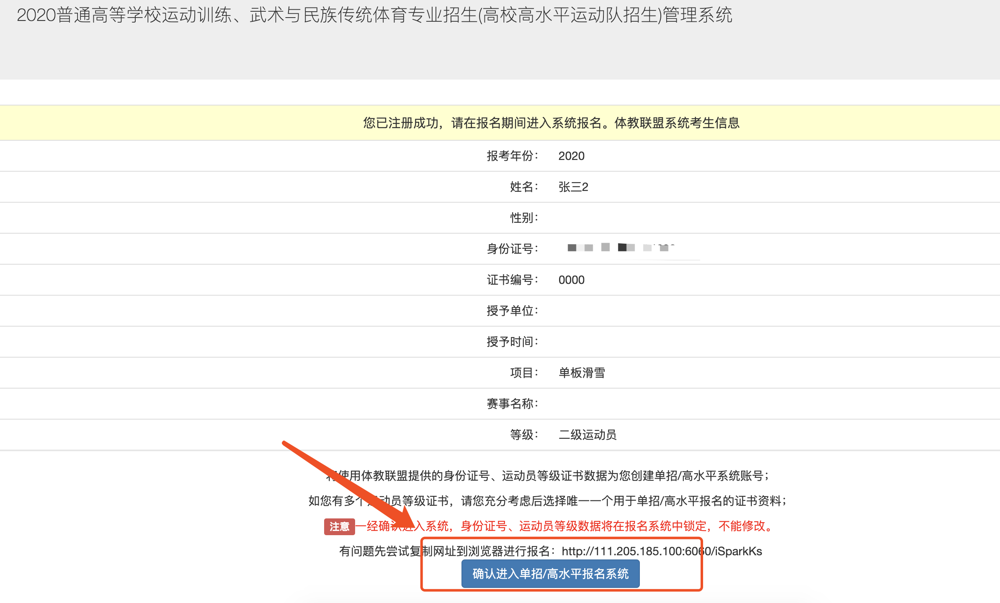 2020普通高等学校运动训练、武术与民族传统体育专业招生(高校高水平运动队招生)管理系统
您已注册成功，请在报名期间进入系统报名。体教联盟系统考生信息
报考年份： 2020
姓名： 张三2
性别：
身份证号：
证书编号： 0000
授予单位：
授予时间：
项目： 单板滑雪
赛事名称：
等级： 二级运动员
使用体教联盟提供的身份证号、运动员等级证书数据为您创建单招/高水平系统账号；
如您有多个运动员等级证书，请您充分考虑后选择唯一一个用于单招/高水平报名的证书资料；
注意 一经确认进入系统，身份证号、运动员等级数据将在报名系统中锁定，不能修改。
有问题先尝试复制网址到浏览器进行报名：http://111.205.185.100:6060/iSparkKs
确认进入单招/高水平报名系统